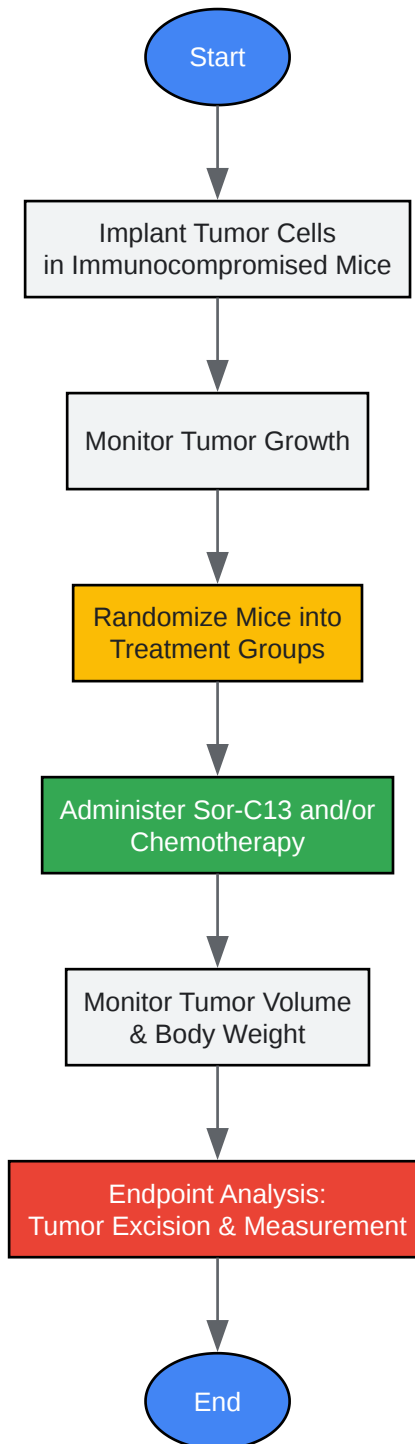 Start
Implant Tumor Cells
in Immunocompromised Mice
Monitor Tumor Growth
Randomize Mice into
Treatment Groups
Administer Sor-C13 and/or
Chemotherapy
Monitor Tumor Volume
& Body Weight
Endpoint Analysis:
Tumor Excision & Measurement
End